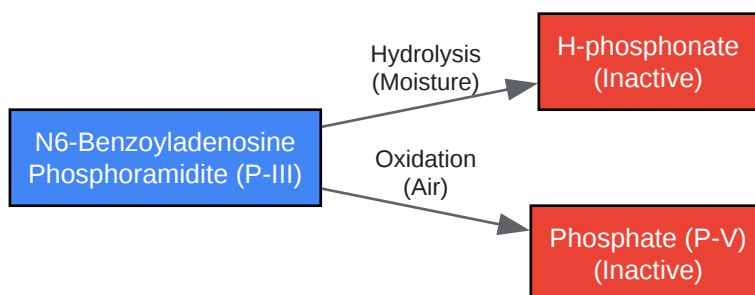 N6-Benzoyladenosine
Phosphoramidite (P-III)
Hydrolysis
(Moisture)
H-phosphonate
(Inactive)
Oxidation
(Air)
Phosphate (P-V)
(Inactive)